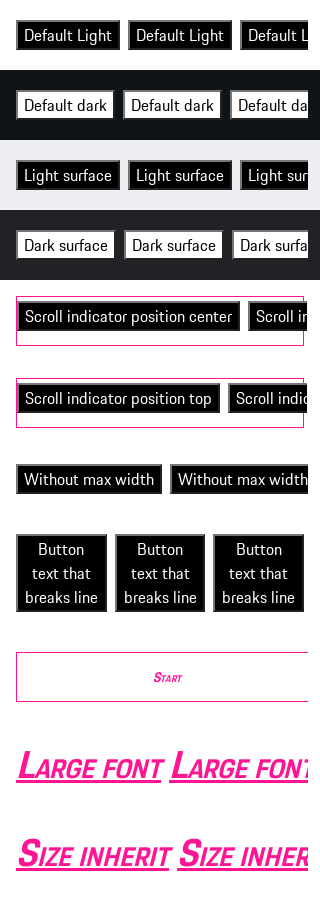 Default Light Default Light Default L
Default dark Default dark Default da
Light surface Light surface Light sur
Dark surface Dark surface Dark surfa
Scroll indicator position center Scroll in
Scroll indicator position top Scroll indic
Without max width Without max width
Button Button Button
text that text that text that
breaks line breaks line breaks line
Start
Large font Large font
Size inherit Size inher